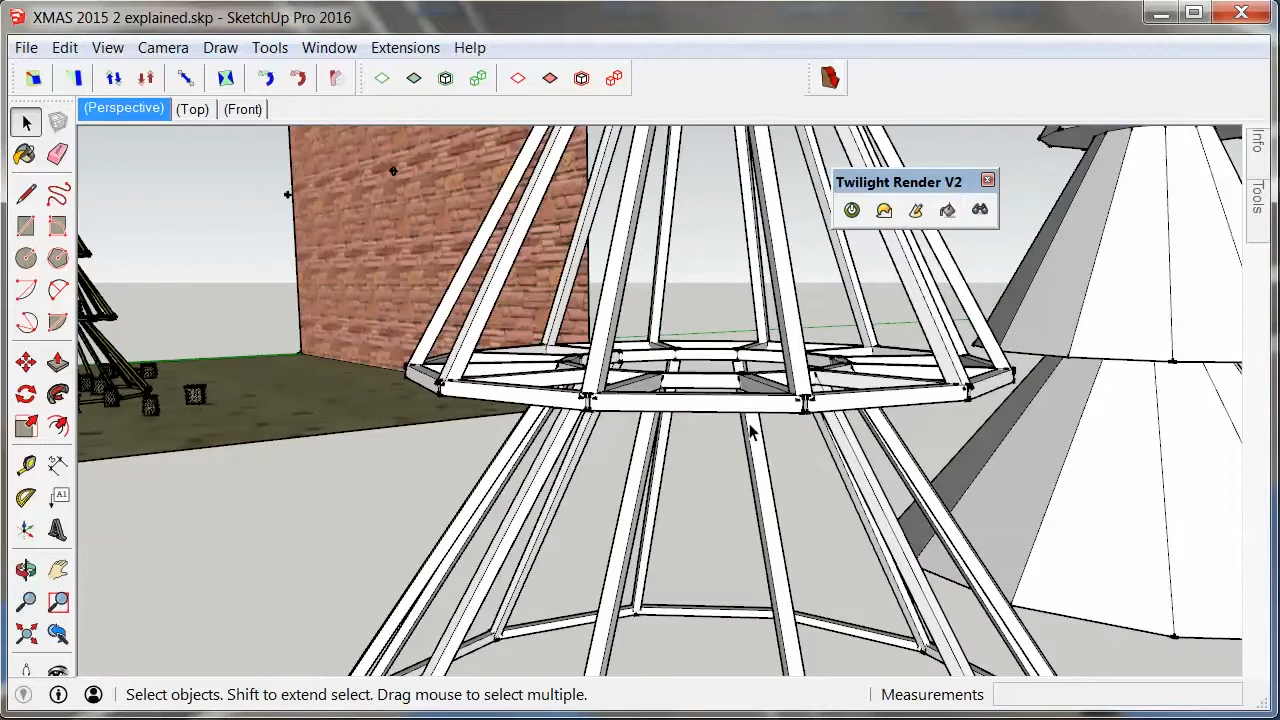 XMAS 2015 2 explained.skp - SketchUp Pro 2016
File Edit View Camera Draw Tools Window Extensions Help
(Perspective) (Top) (Front)
Info
Tools
Twilight Render V2
A1
Select objects. Shift to extend select. Drag mouse to select multiple.
Measurements